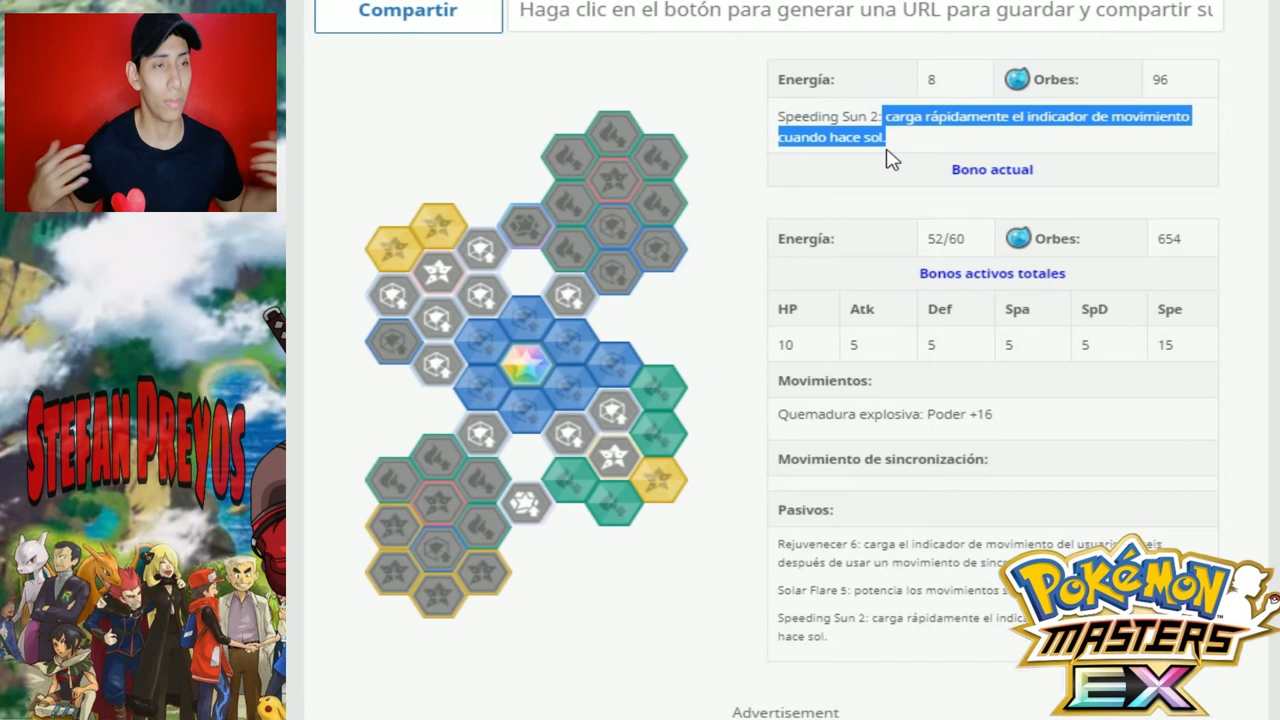 Compartir
Haga clic en el botón para generar una URL para guardar y compartir su
Energía: 8 Orbes: 96
Speeding Sun 2: carga rápidamente el indicador de movimiento
cuando hace sol.
Bono actual
Energía: 52/60 Orbes: 654
Bonos activos totales
HP Atk Def Spa SpD Spe
10 5 5 5 5 15
Movimientos:
Quemadura explosiva: Poder +16
Movimiento de sincronización:
Pasivos:
Rejuvenecer 6: carga el indicador de movimiento del
después de usar un movimiento de
Solar Flare 5: potencia los movimientos
Speeding Sun 2: carga rápidamente el
hace sol.
Advertisement
STEFAN PREYOS
POKÉMON
MASTERS
EX